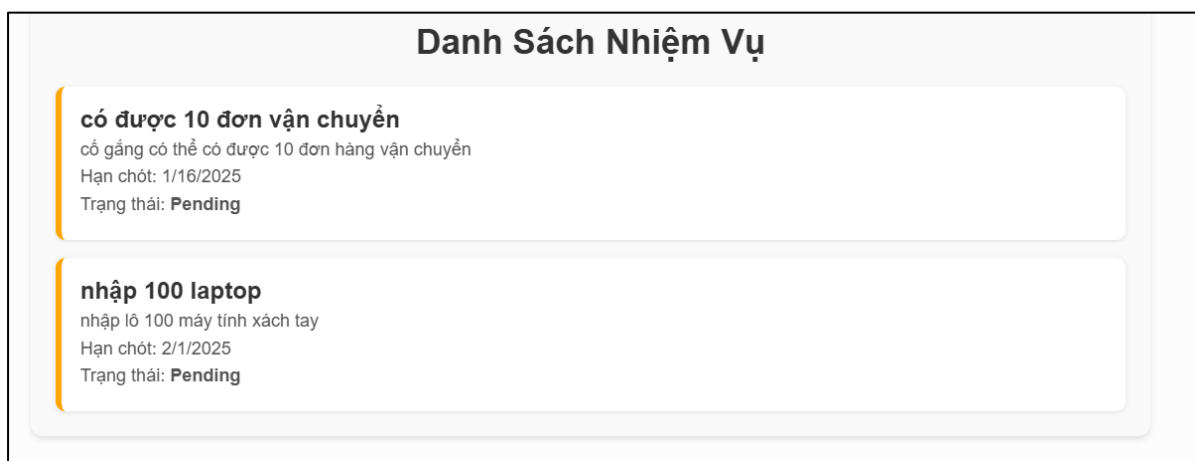 Danh Sách Nhiệm Vụ
có được 10 đơn vận chuyển
cố gắng có thể có được 10 đơn hàng vận chuyển
Hạn chót: 1/16/2025
Trạng thái: Pending
nhập 100 laptop
nhập lô 100 máy tính xách tay
Hạn chót: 2/1/2025
Trạng thái: Pending